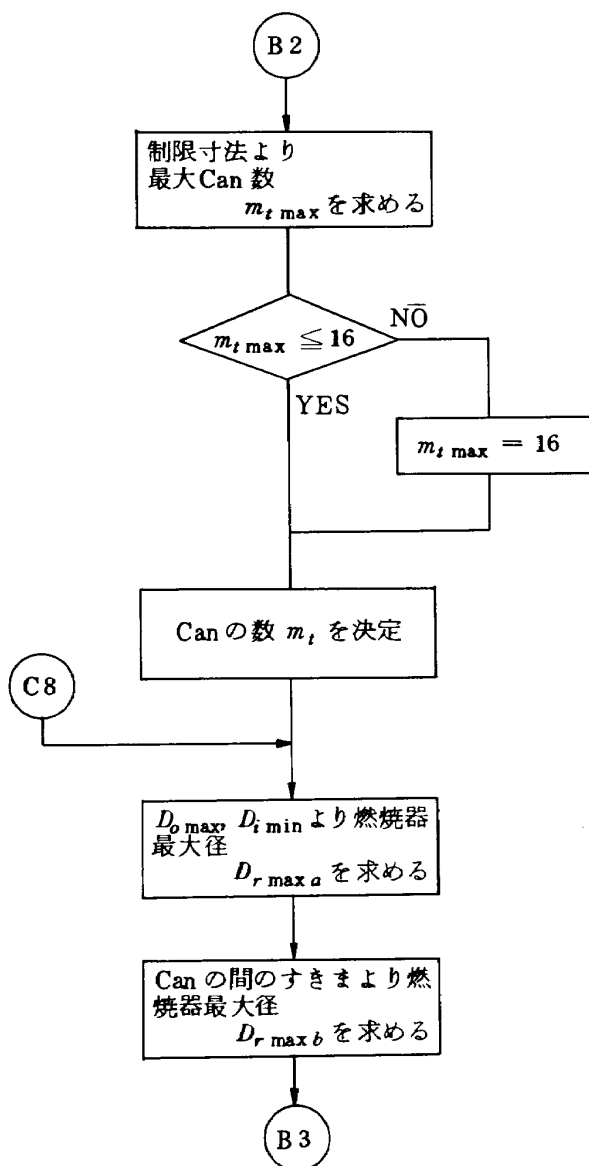 B2
制限寸法より
最大Can 数
m_t max を求める
m_t max ≦ 16
NO
YES
m_t max = 16
Canの数 m_t を決定
C8
D_o max, D_i min より燃焼器
最大径
D_r max a を求める
Can の間のすきまより燃
焼器最大径
D_r max b を求める
B3